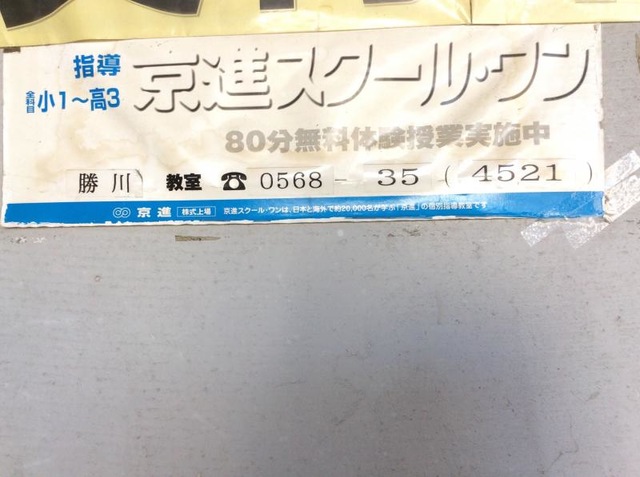 指導
全科目 小1～高3
京進スクール・ワン
80分無料体験授業実施中
勝川 教室 ☎ 0568 - 35 ( 4521 )
京進 株式上場 京進スクール・ワンは、日本と海外で約20,000名が学ぶ「京進」の個別指導教室です